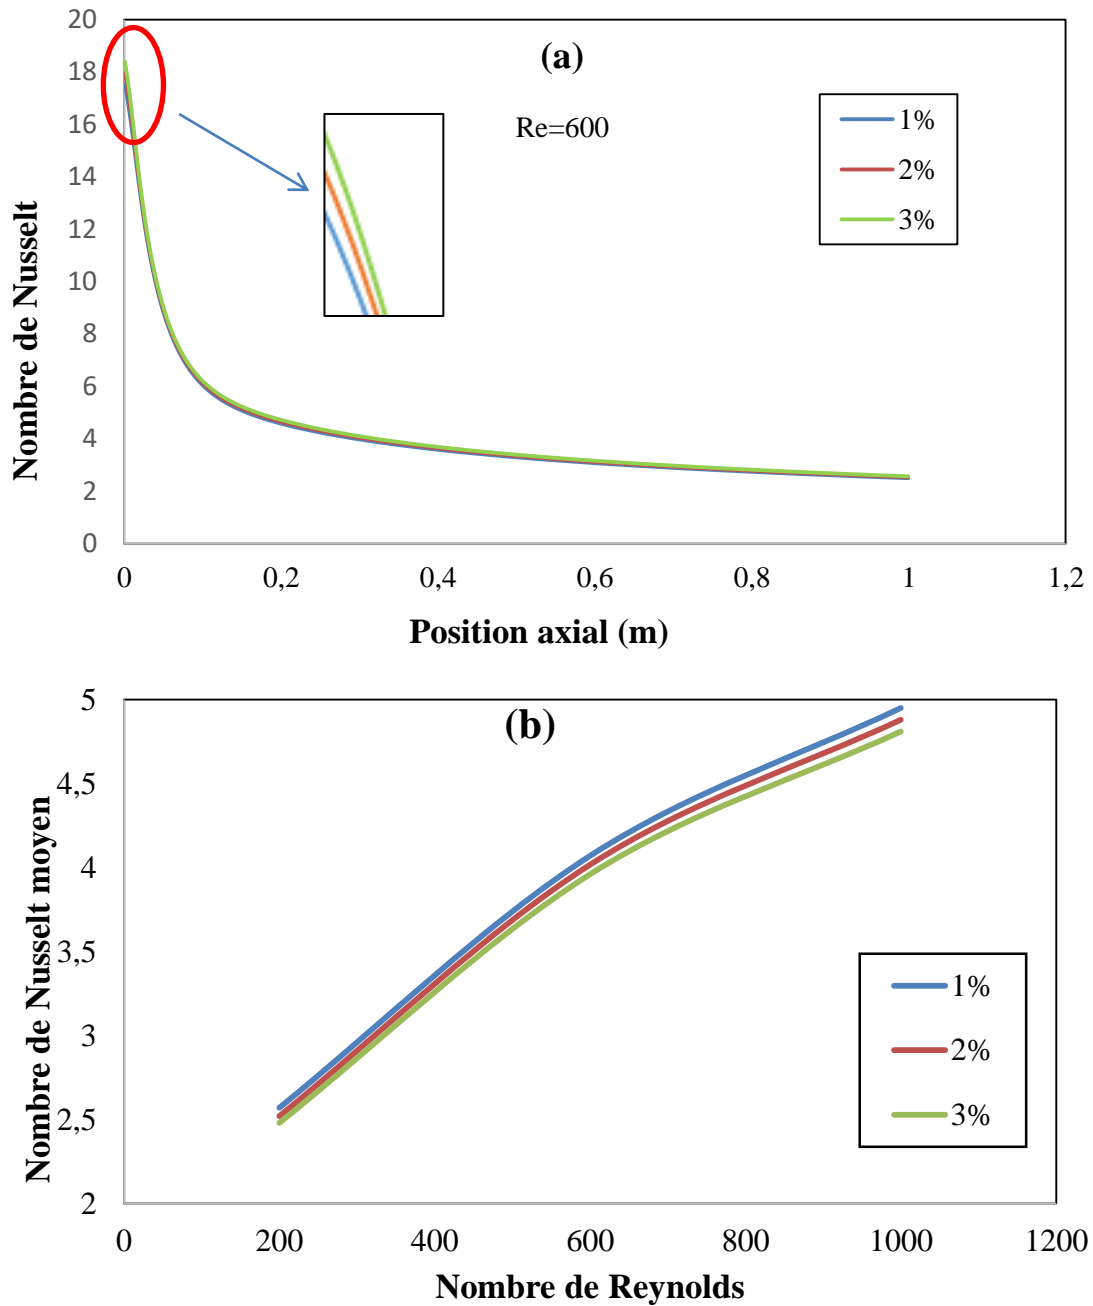 (a)
Re=600
1%
2%
3%
Nombre de Nusselt
20
18
16
14
12
10
8
6
4
2
0
0 0,2 0,4 0,6 0,8 1 1,2
Position axial (m)
(b)
Nombre de Nusselt moyen
5
4,5
4
3,5
3
2,5
2
1%
2%
3%
0 200 400 600 800 1000 1200
Nombre de Reynolds